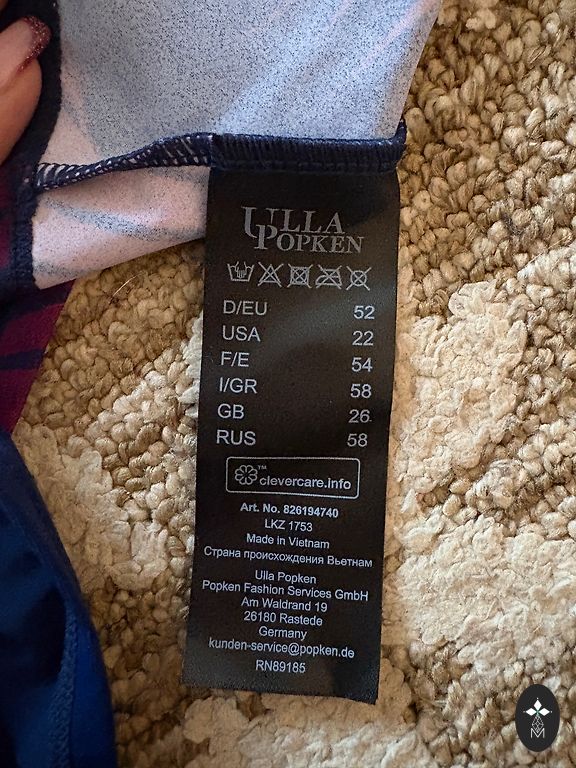 ULLA
POPKEN
D/EU 52
USA 22
F/E 54
I/GR 58
GB 26
RUS 58
™ clevercare.info
Art. No. 826194740
LKZ 1753
Made in Vietnam
Страна происхождения Вьетнам
Ulla Popken
Popken Fashion Services GmbH
Am Waldrand 19
26180 Rastede
Germany
kunden-service@popken.de
RN89185
M